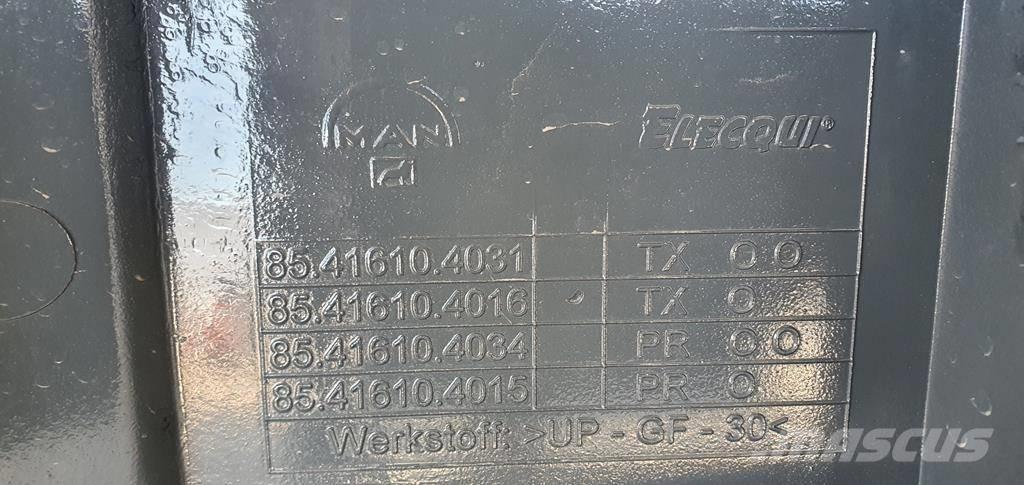 MAN ELECQUI®
85.41610.4031 TX O O
85.41610.4016 TX O
85.41610.4034 PR O O
85.41610.4015 PR O
Werkstoff: >UP - GF - 30<
MASCUS